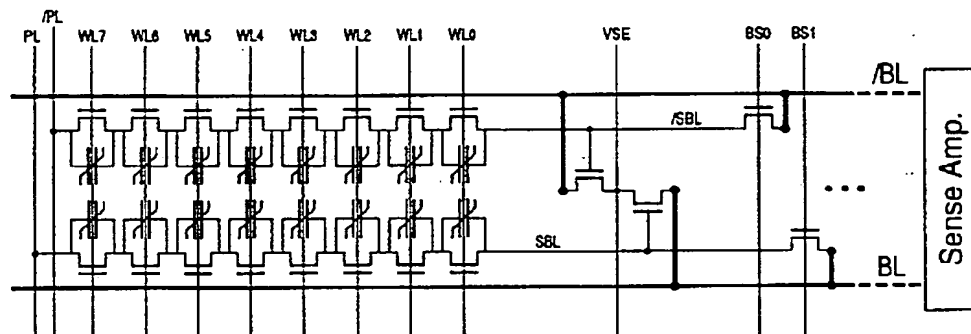 /PL
PL WL7 WL6 WL5 WL4 WL3 WL2 WL1 WL0 VSE BS0 BS1
/BL
/SBL
Sense Amp.
SBL
BL